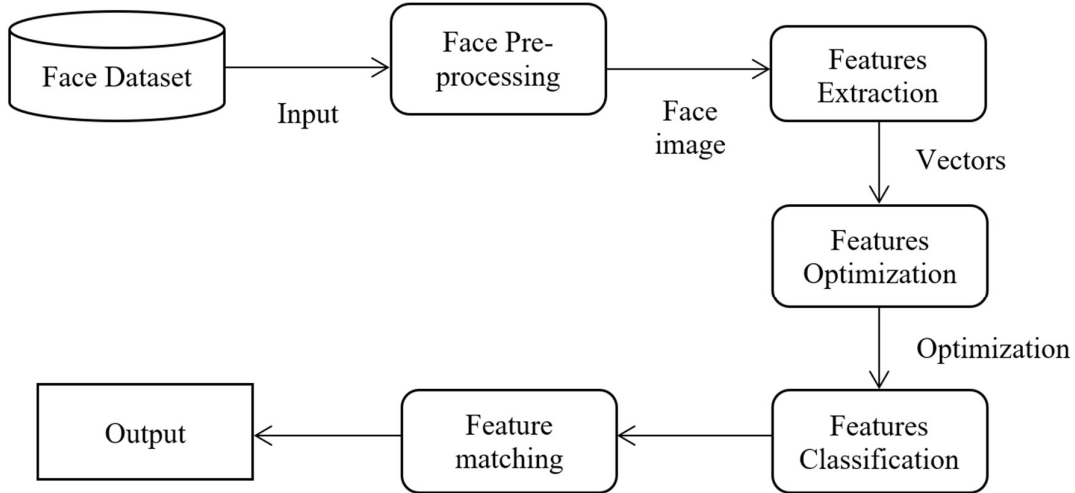 Face Dataset
Input
Face Pre-
processing
Face
image
Features
Extraction
Vectors
Features
Optimization
Optimization
Features
Classification
Feature
matching
Output